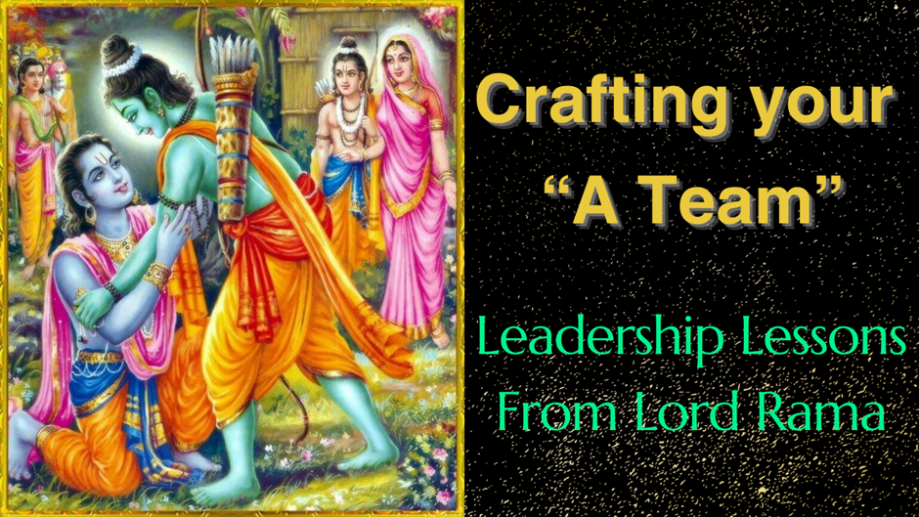 Crafting your
“A Team”
Leadership Lessons
From Lord Rama